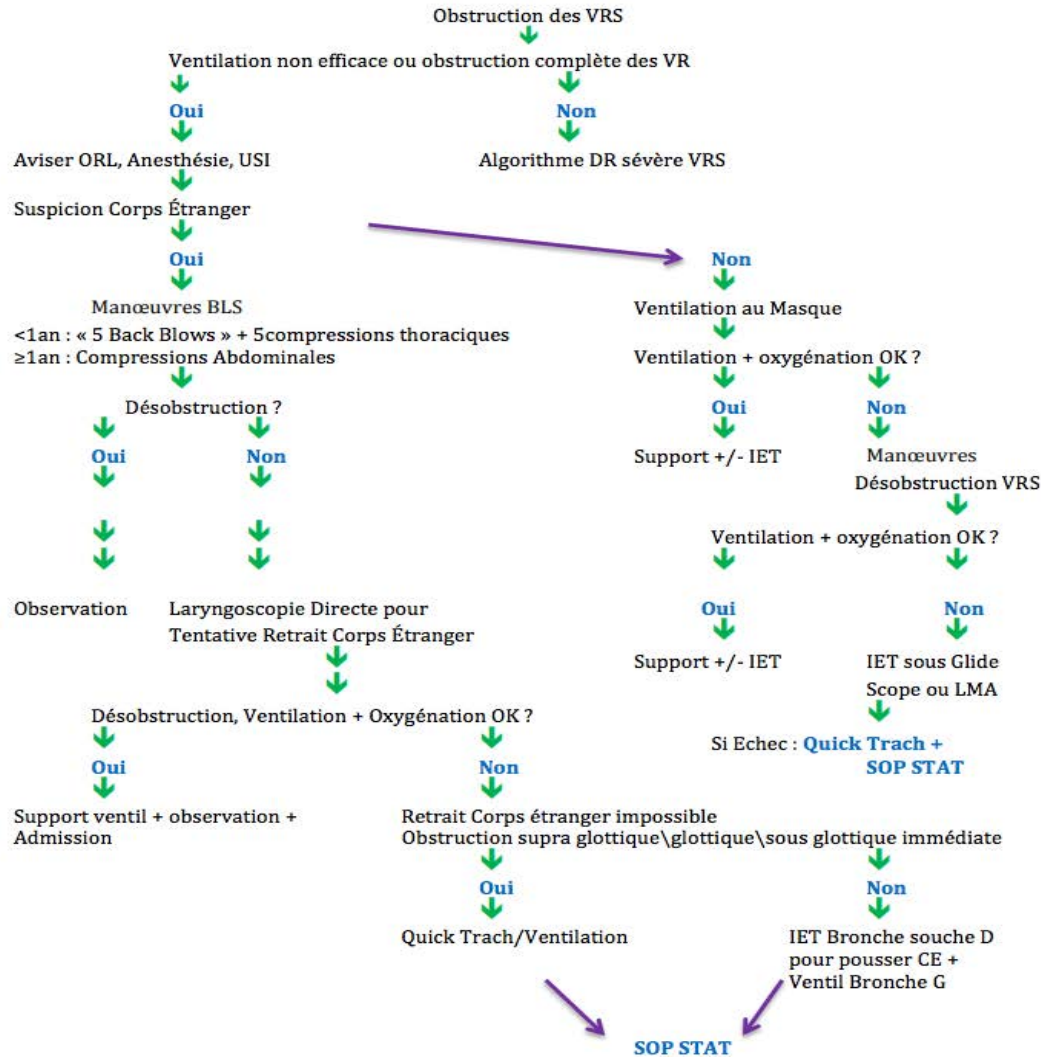 Obstruction des VRS
Ventilation non efficace ou obstruction complète des VR
Oui
Non
Aviser ORL, Anesthésie, USI
Algorithme DR sévère VRS
Suspicion Corps Étranger
Oui
Non
Manœuvres BLS
<1an : « 5 Back Blows » + 5compressions thoraciques
≥1an : Compressions Abdominales
Ventilation au Masque
Ventilation + oxygénation OK ?
Désobstruction ?
Oui
Non
Oui
Non
Support +/- IET
Manœuvres
Désobstruction VRS
Ventilation + oxygénation OK ?
Observation
Laryngoscopie Directe pour
Tentative Retrait Corps Étranger
Oui
Non
Support +/- IET
IET sous Glide
Scope ou LMA
Désobstruction, Ventilation + Oxygénation OK ?
Si Echec : Quick Trach +
SOP STAT
Oui
Non
Support ventil + observation +
Admission
Retrait Corps étranger impossible
Obstruction supra glottique\glottique\sous glottique immédiate
Oui
Non
Quick Trach/Ventilation
IET Bronche souche D
pour pousser CE +
Ventil Bronche G
SOP STAT